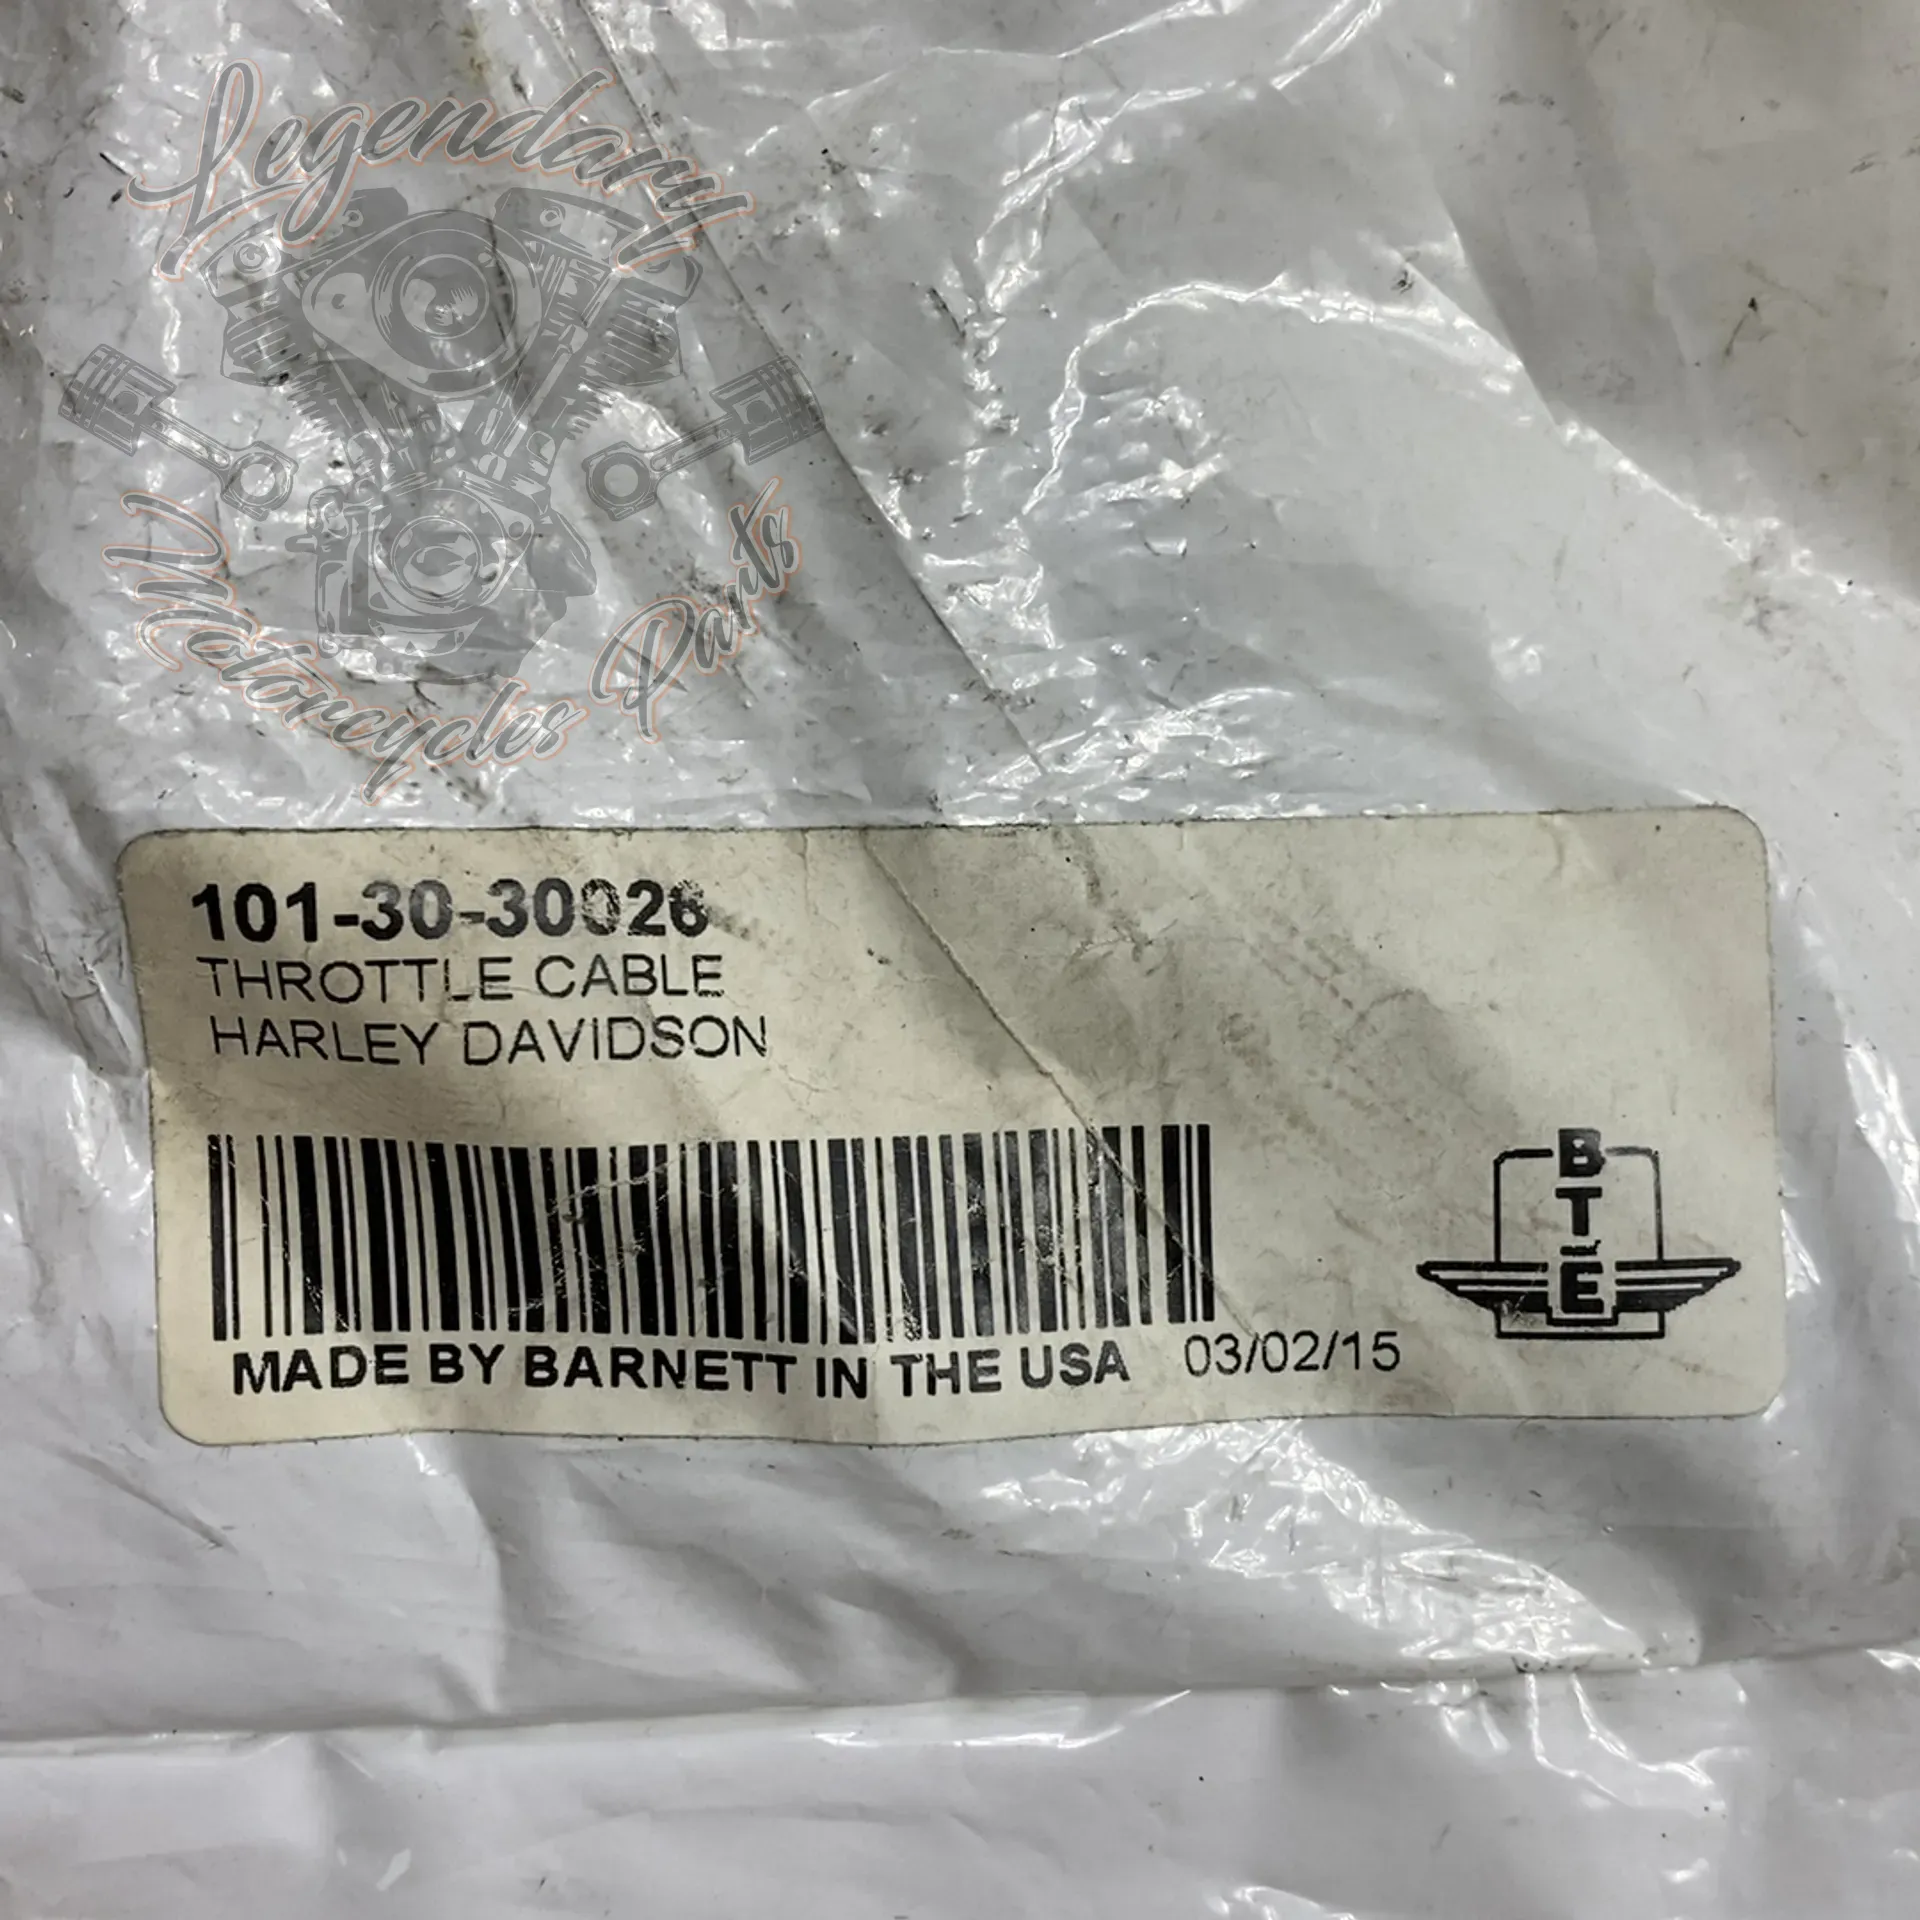 Legendary
Motorcycles Parts
101-30-30026
THROTTLE CABLE
HARLEY DAVIDSON
BTE
MADE BY BARNETT IN THE USA 03/02/15